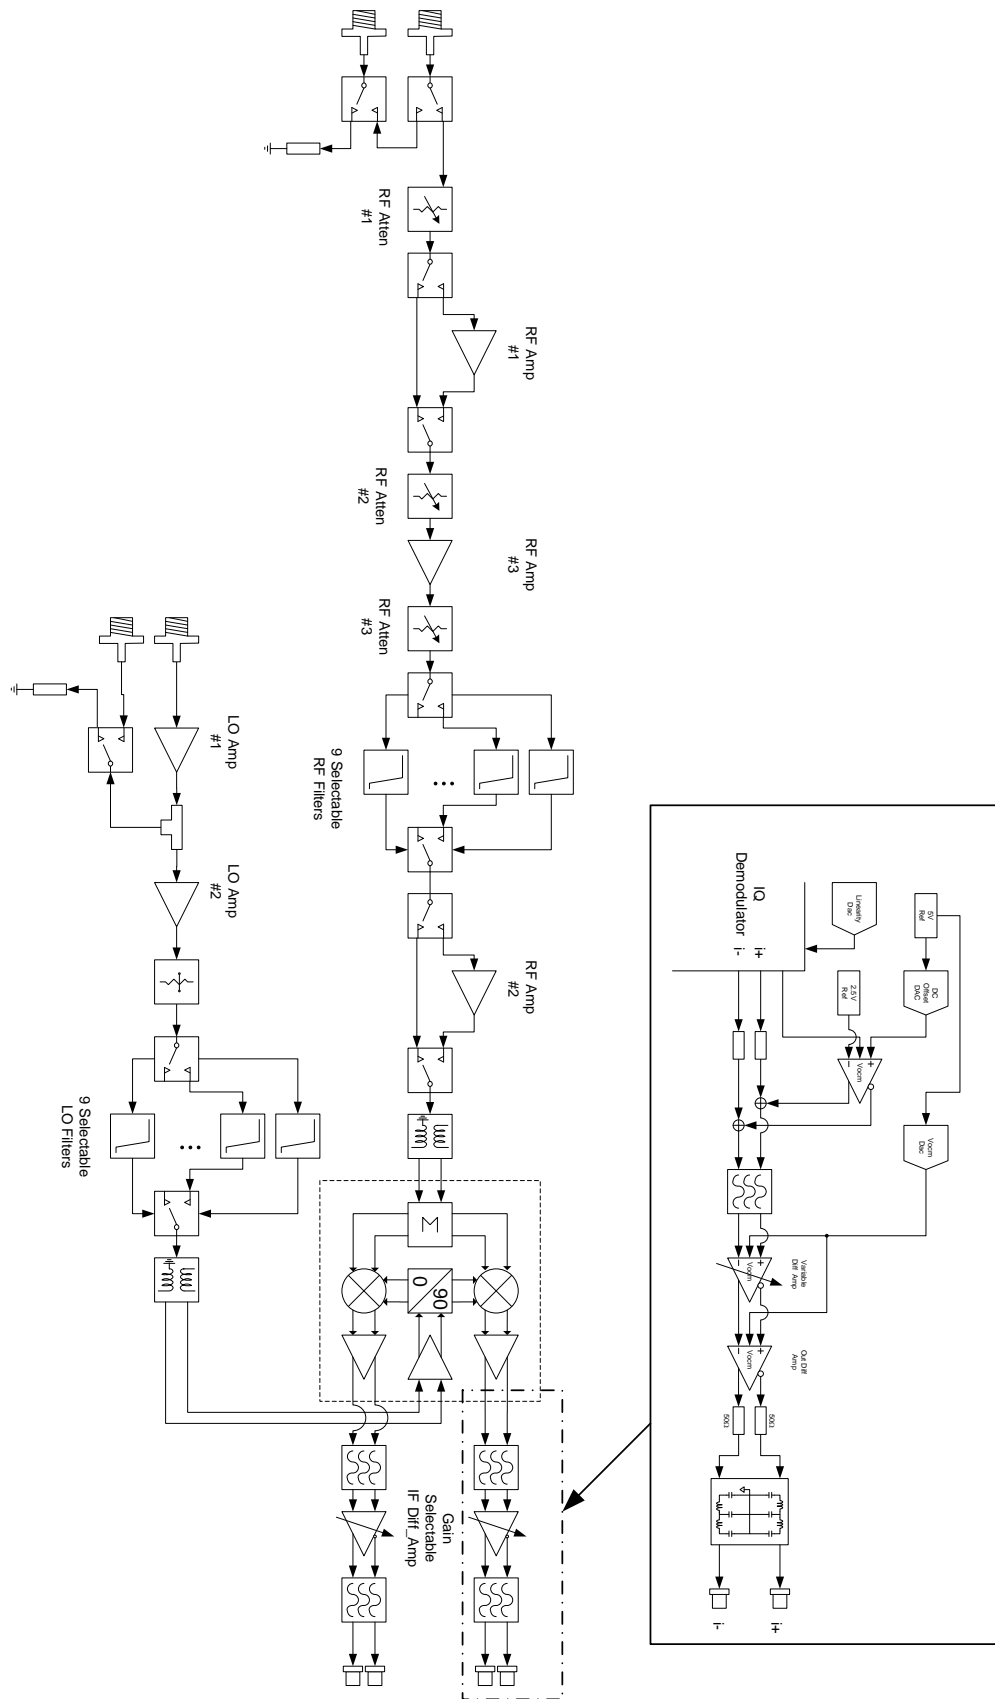 RF Atten
#1
RF Amp
#1
RF Atten
#2
RF Amp
#3
RF Atten
#3
9 Selectable
RF Filters
RF Amp
#2
LO Amp
#1
LO Amp
#2
9 Selectable
LO Filters
Σ
90
0
Gain
Selectable
IF Diff_Amp
IQ
Demodulator
i+
i-
Linearity
Dac
5V
Ref
DC
Offset
DAC
2.5V
Ref
+
Vocm
-
Vocm
Dac
Variable
Diff Amp
+
Vocm
-
Out Diff
Amp
+
Vocm
-
50Ω
50Ω
i+
i-